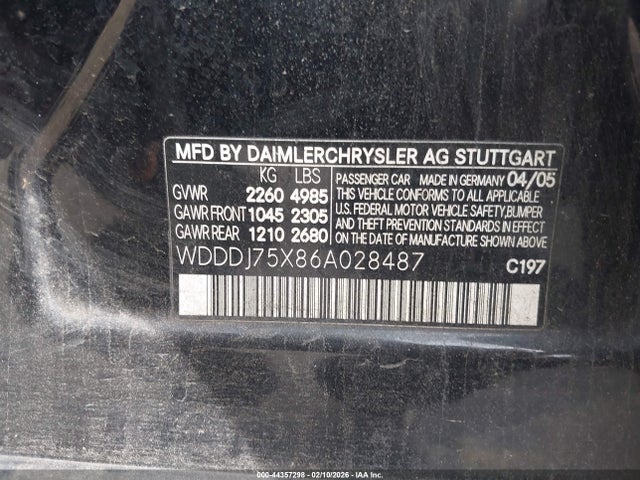 MFD BY DAIMLERCHRYSLER AG STUTTGART
KG LBS
GVWR 2260 4985
GAWR FRONT 1045 2305
GAWR REAR 1210 2680
PASSENGER CAR MADE IN GERMANY 04/05
THIS VEHICLE CONFORMS TO ALL APPLICABLE
U.S. FEDERAL MOTOR VEHICLE SAFETY, BUMPER
AND THEFT PREVENTION STANDARDS IN EFFECT
ON THE DATE OF MANUFACTURE SHOWN ABOVE.
WDDDJ75X86A028487
C197
000-44357298 - 02/10/2026 - IAA Inc.